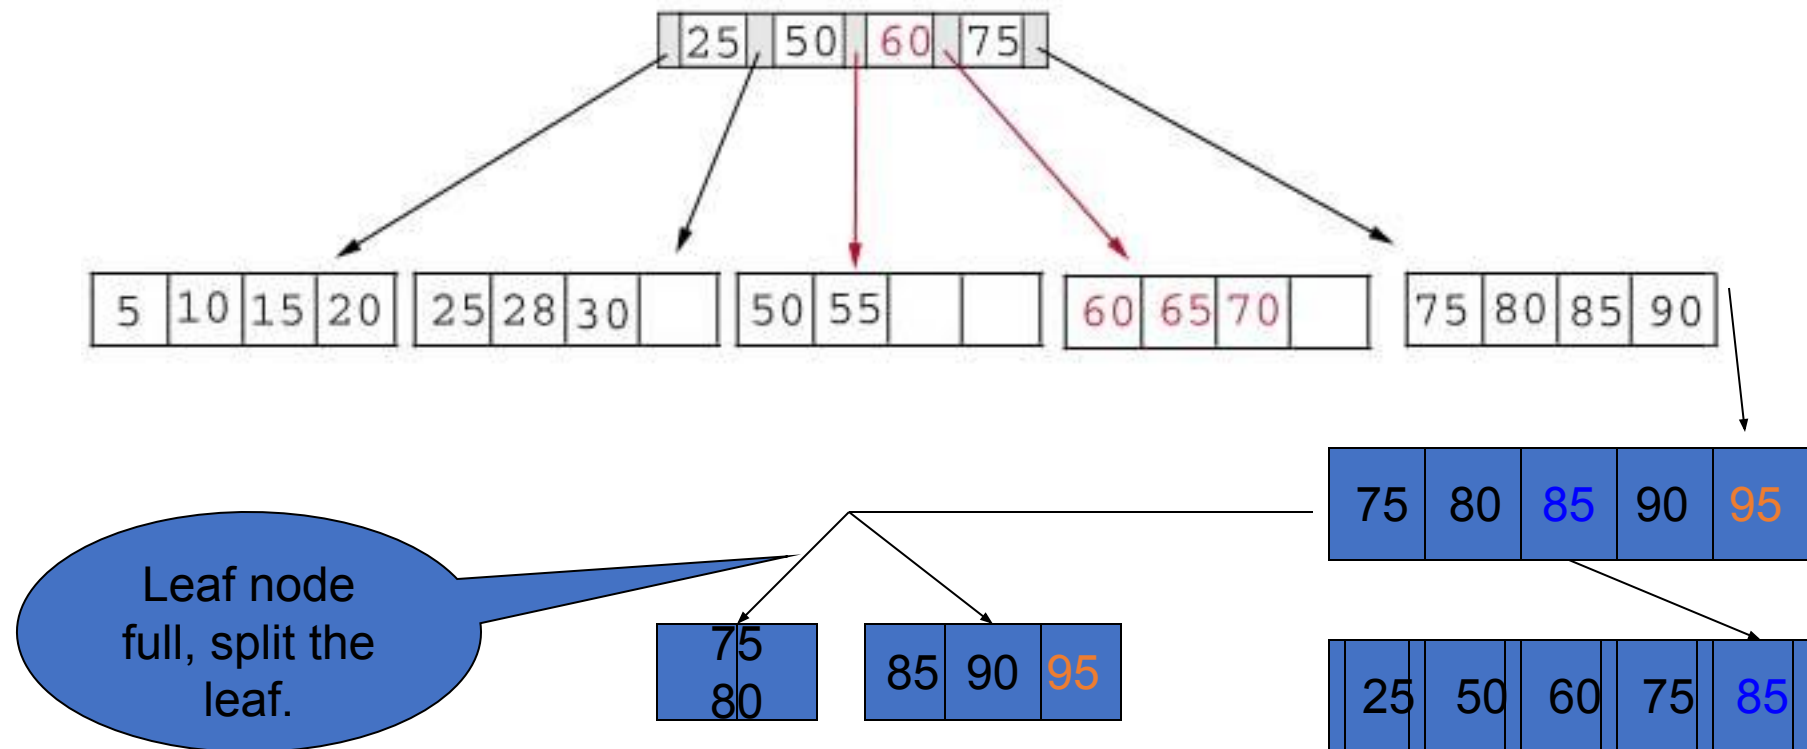 25 50 60 75
5 10 15 20 25 28 30 50 55 60 65 70 75 80 85 90
75 80 85 90 95
Leaf node
full, split the
leaf.
75
80
85 90 95
25 50 60 75 85